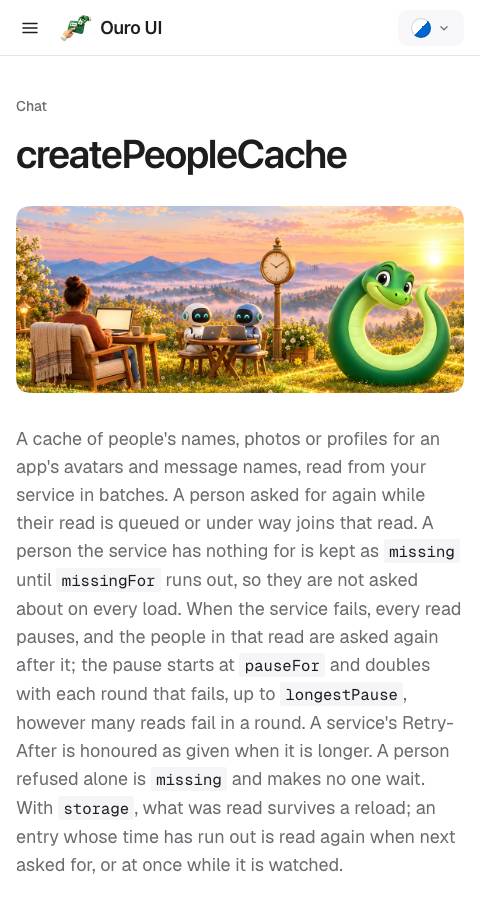 Ouro UI
Chat
createPeopleCache
A cache of people's names, photos or profiles for an
app's avatars and message names, read from your
service in batches. A person asked for again while
their read is queued or under way joins that read. A
person the service has nothing for is kept as missing
until missingFor runs out, so they are not asked
about on every load. When the service fails, every read
pauses, and the people in that read are asked again
after it; the pause starts at pauseFor and doubles
with each round that fails, up to longestPause,
however many reads fail in a round. A service's Retry-
After is honoured as given when it is longer. A person
refused alone is missing and makes no one wait.
With storage, what was read survives a reload; an
entry whose time has run out is read again when next
asked for, or at once while it is watched.